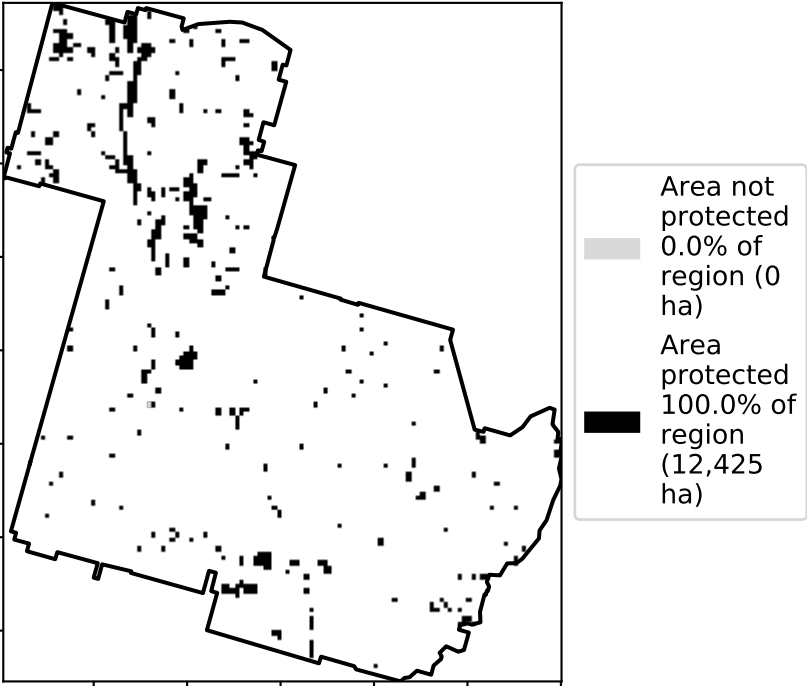 Area not
protected
0.0% of
region (0
ha)
Area
protected
100.0% of
region
(12,425
ha)